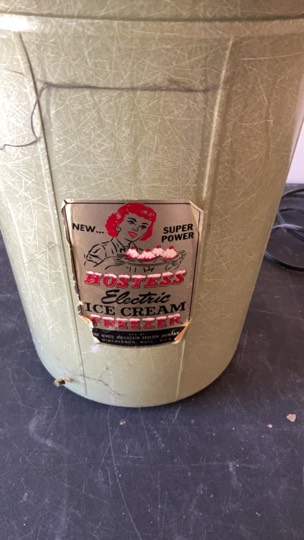 NEW...
SUPER
POWER
HOSTESS
Electric
ICE CREAM
FREEZER